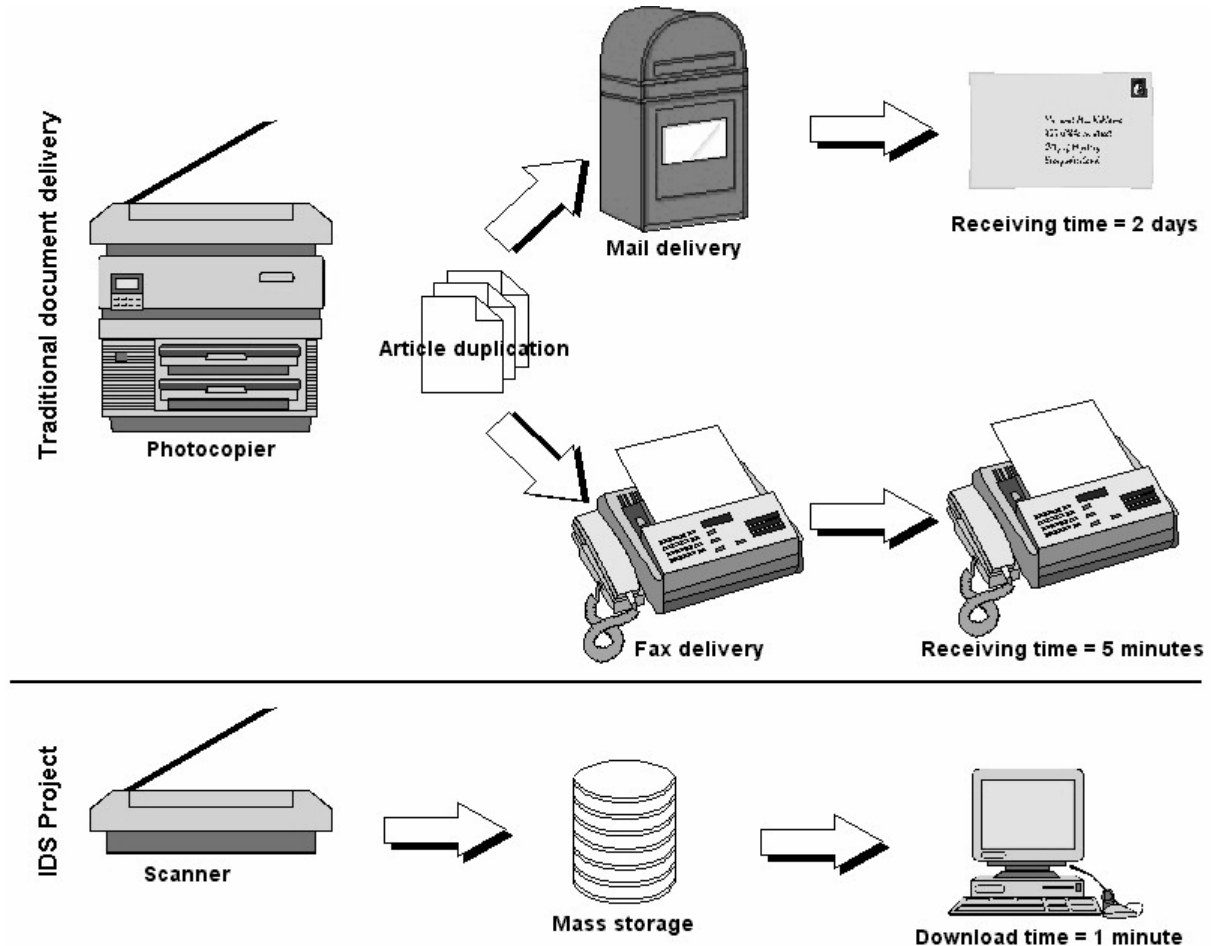 Traditional document delivery
Photocopier
Article duplication
Mail delivery
Receiving time = 2 days
Fax delivery
Receiving time = 5 minutes
IDS Project
Scanner
Mass storage
Download time = 1 minute